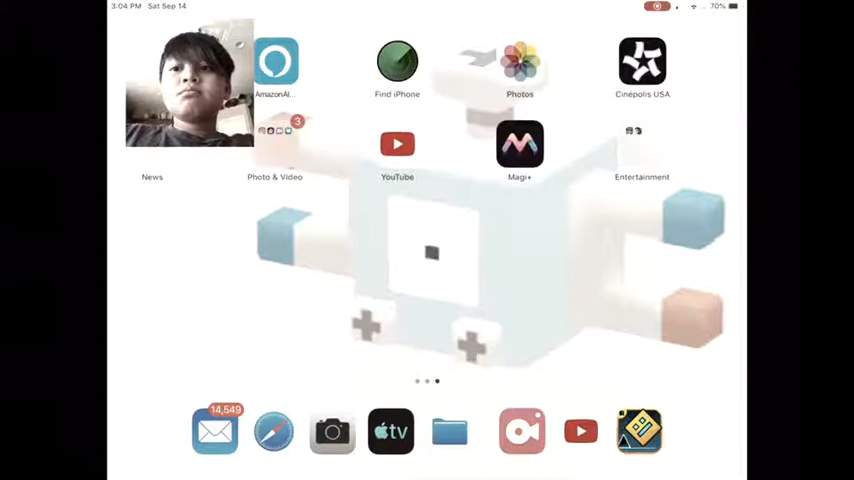 3:04 PM Sat Sep 14
70%
AmazonAl...
Find iPhone
Photos
Cinépolis USA
3
News
Photo & Video
YouTube
Magi+
Entertainment
14,549
tv